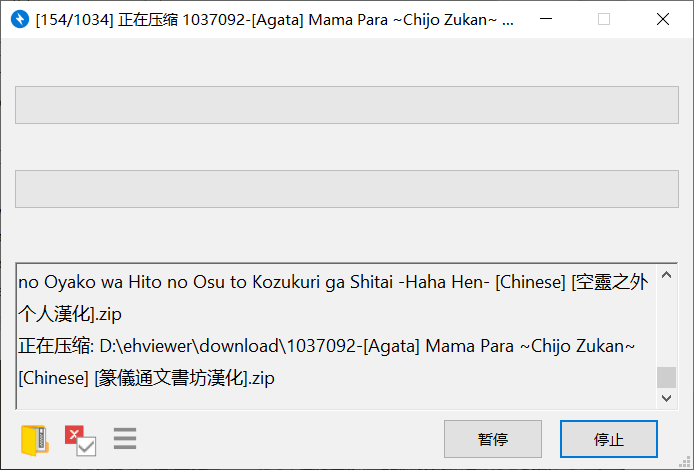 [154/1034] 正在压缩 1037092-[Agata] Mama Para ~Chijo Zukan~ ...
no Oyako wa Hito no Osu to Kozukuri ga Shitai -Haha Hen- [Chinese] [空靈之外
个人漢化].zip
正在压缩: D:\ehviewer\download\1037092-[Agata] Mama Para ~Chijo Zukan~
[Chinese] [篆儀通文書坊漢化].zip
暂停
停止